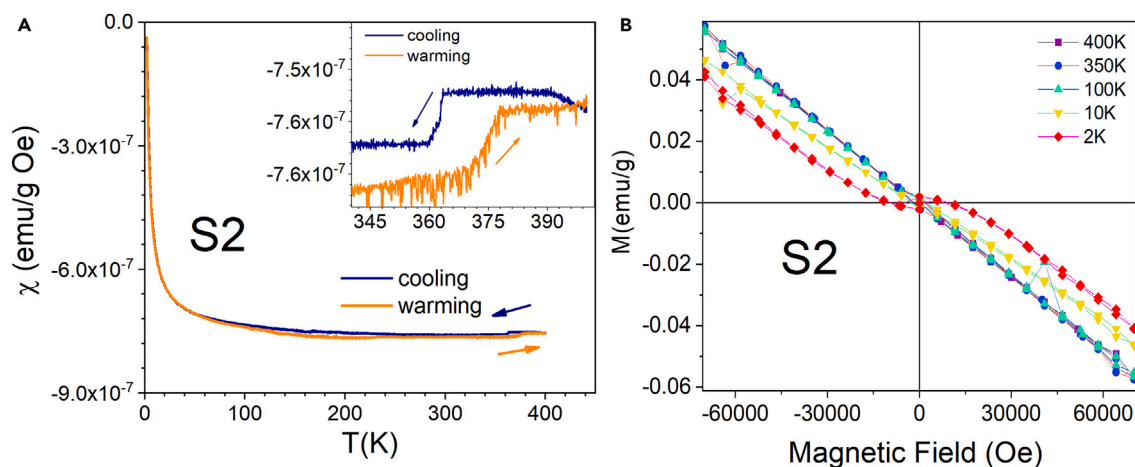 A
χ (emu/g Oe)
0.0
-3.0x10⁻⁷
-6.0x10⁻⁷
-9.0x10⁻⁷
0 100 200 300 400
T(K)
S2
cooling
warming
cooling
warming
-7.5x10⁻⁷
-7.6x10⁻⁷
-7.6x10⁻⁷
345 360 375 390
B
M(emu/g)
0.04
0.02
0.00
-0.02
-0.04
-0.06
-60000 -30000 0 30000 60000
Magnetic Field (Oe)
S2
400K
350K
100K
10K
2K